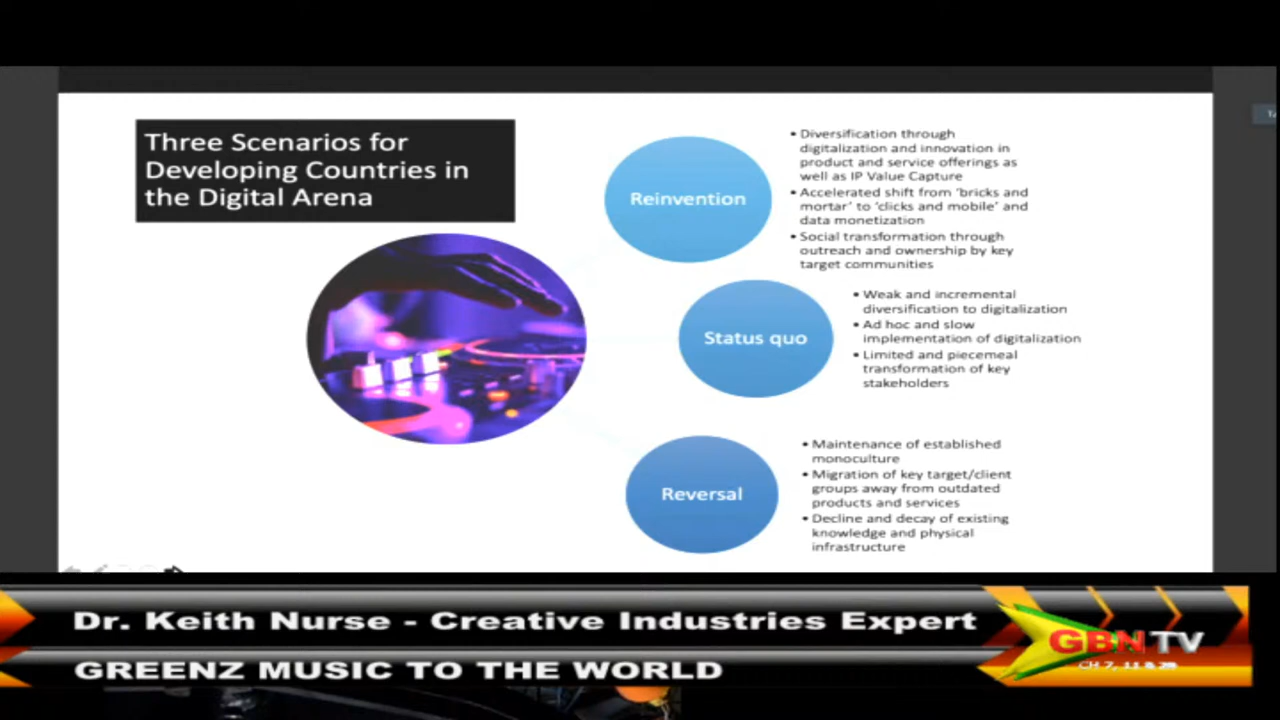 Three Scenarios for
Developing Countries in
the Digital Arena
Reinvention
• Diversification through
digitalization and innovation in
product and service offerings as
well as IP Value Capture
• Accelerated shift from 'bricks and
mortar' to 'clicks and mobile' and
data monetization
• Social transformation through
outreach and ownership by key
target communities
Status quo
• Weak and incremental
diversification to digitalization
• Ad hoc and slow
implementation of digitalization
• Limited and piecemeal
transformation of key
stakeholders
Reversal
• Maintenance of established
monoculture
• Migration of key target/client
groups away from outdated
products and services
• Decline and decay of existing
knowledge and physical
infrastructure
Dr. Keith Nurse - Creative Industries Expert
GREENZ MUSIC TO THE WORLD
GBN TV
CH 7, 11 &